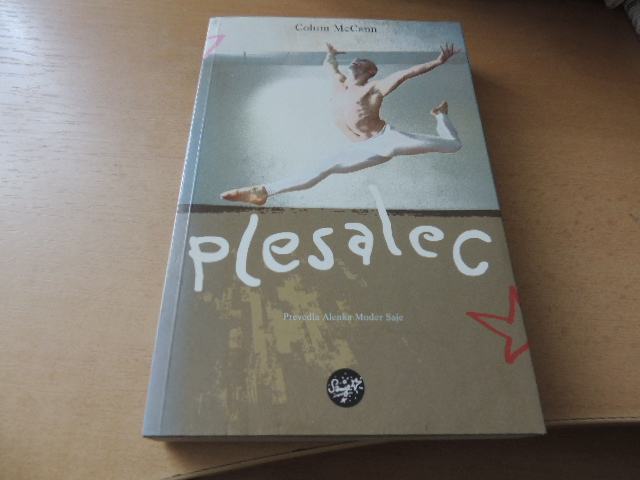 Colum McCann
plesalec
Prevedla Alenka Moder Saje